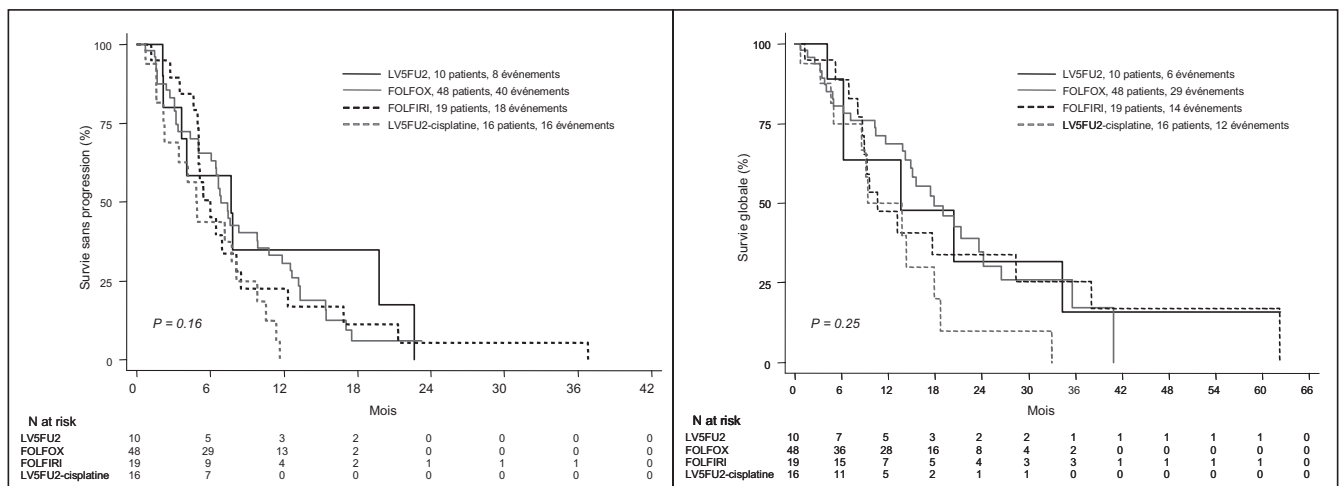 100
75
50
25
0
Survie sans progression (%)
LV5FU2, 10 patients, 8 événements
FOLFOX, 48 patients, 40 événements
FOLFIRI, 19 patients, 18 événements
LV5FU2-cisplatine, 16 patients, 16 événements
P = 0.16
0 6 12 18 24 30 36 42
Mois
N at risk
LV5FU2 10 5 3 2 0 0 0 0
FOLFOX 48 29 13 2 0 0 0 0
FOLFIRI 19 9 4 2 1 1 1 0
LV5FU2-cisplatine 16 7 0 0 0 0 0 0
100
75
50
25
0
Survie globale (%)
LV5FU2, 10 patients, 6 événements
FOLFOX, 48 patients, 29 événements
FOLFIRI, 19 patients, 14 événements
LV5FU2-cisplatine, 16 patients, 12 événements
P = 0.25
0 6 12 18 24 30 36 42 48 54 60 66
Mois
N at risk
LV5FU2 10 7 5 3 2 2 1 1 1 1 1 0
FOLFOX 48 36 28 16 8 4 2 0 0 0 0 0
FOLFIRI 19 15 7 5 4 3 3 1 1 1 1 0
LV5FU2-cisplatine 16 11 5 2 1 1 0 0 0 0 0 0